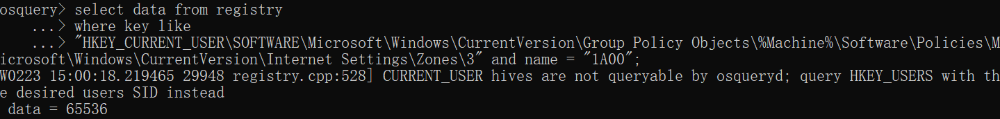 osquery> select data from registry
    ...> where key like
    ...> "HKEY_CURRENT_USER\SOFTWARE\Microsoft\Windows\CurrentVersion\Group Policy Objects\%Machine%\Software\Policies\M
icrosoft\Windows\CurrentVersion\Internet Settings\Zones\3" and name = "1A00";
W0223 15:00:18.219465 29948 registry.cpp:528] CURRENT_USER hives are not queryable by osqueryd; query HKEY_USERS with th
e desired users SID instead
 data = 65536